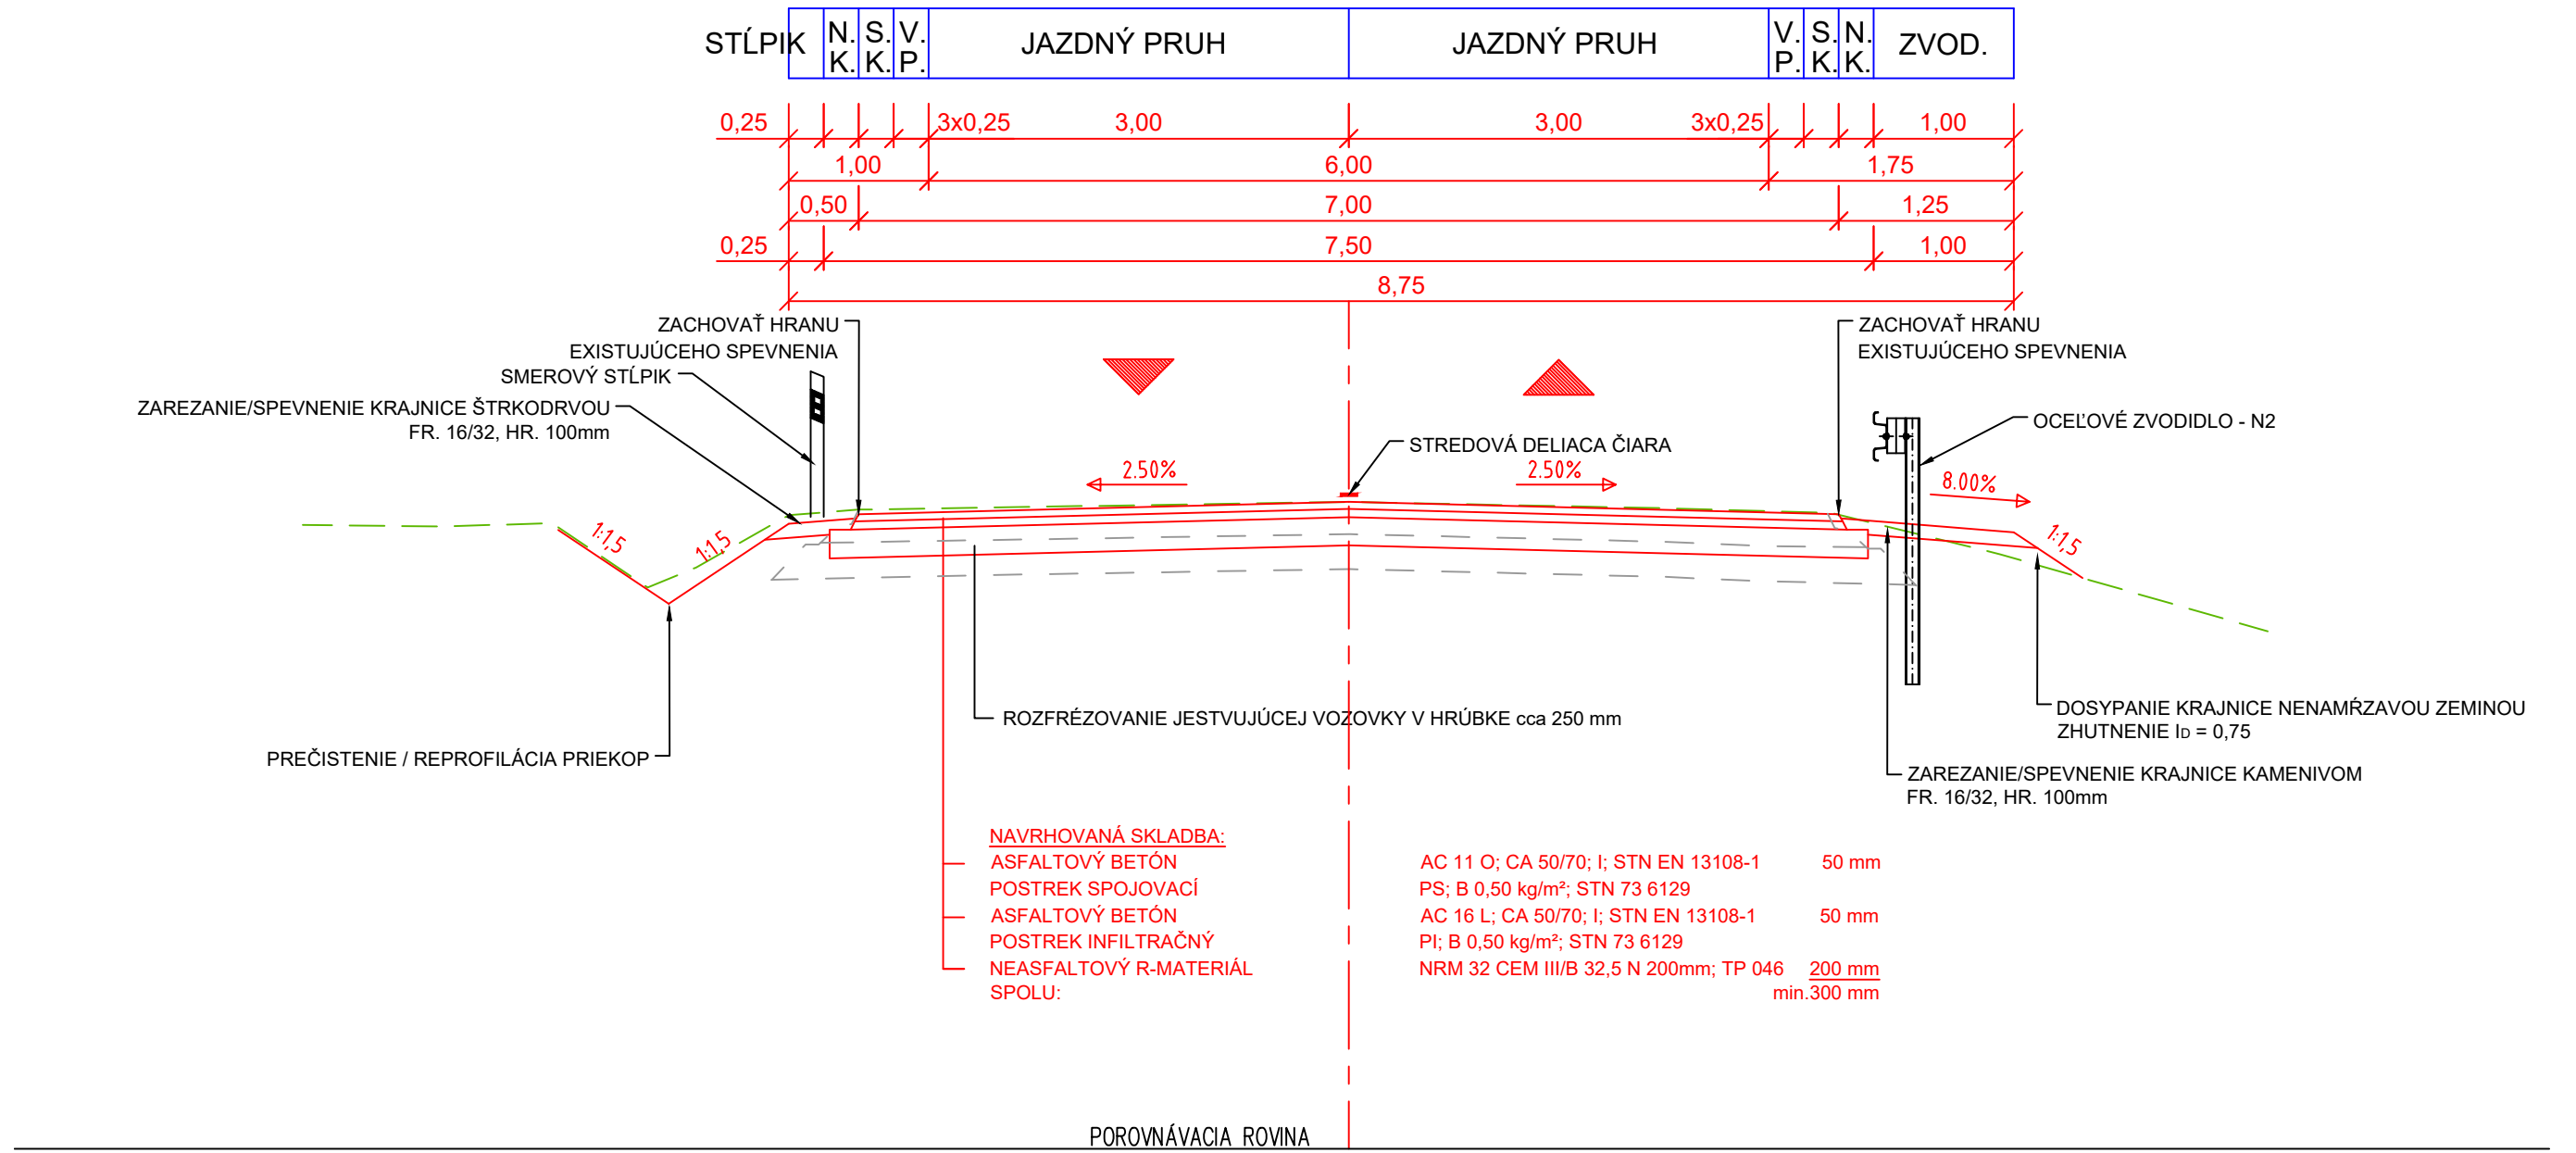 STĹPIK N. K. S. K. V. P. JAZDNÝ PRUH JAZDNÝ PRUH V. P. S. K. N. K. ZVOD.
0,25 3x0,25 3,00 3,00 3x0,25 1,00
1,00 6,00 1,75
0,50 7,00 1,25
0,25 7,50 1,00
8,75
ZACHOVAŤ HRANU
EXISTUJÚCEHO SPEVNENIA
SMEROVÝ STĹPIK
ZAREZANIE/SPEVNENIE KRAJNICE ŠTRKODRVOU
FR. 16/32, HR. 100mm
ZACHOVAŤ HRANU
EXISTUJÚCEHO SPEVNENIA
OCEĽOVÉ ZVODIDLO - N2
STREDOVÁ DELIACA ČIARA
2.50% 2.50% 8.00%
1:1,5 1:1,5 1:1,5
ROZFRÉZOVANIE JESTVUJÚCEJ VOZOVKY V HRÚBKE cca 250 mm
DOSYPANIE KRAJNICE NENAMŔZAVOU ZEMINOU
ZHUTNENIE ID = 0,75
PREČISTENIE / REPROFILÁCIA PRIEKOP
ZAREZANIE/SPEVNENIE KRAJNICE KAMENIVOM
FR. 16/32, HR. 100mm
NAVRHOVANÁ SKLADBA:
ASFALTOVÝ BETÓN AC 11 O; CA 50/70; I; STN EN 13108-1 50 mm
POSTREK SPOJOVACÍ PS; B 0,50 kg/m²; STN 73 6129
ASFALTOVÝ BETÓN AC 16 L; CA 50/70; I; STN EN 13108-1 50 mm
POSTREK INFILTRAČNÝ PI; B 0,50 kg/m²; STN 73 6129
NEASFALTOVÝ R-MATERIÁL NRM 32 CEM III/B 32,5 N 200mm; TP 046 200 mm
SPOLU: min.300 mm
POROVNÁVACIA ROVINA